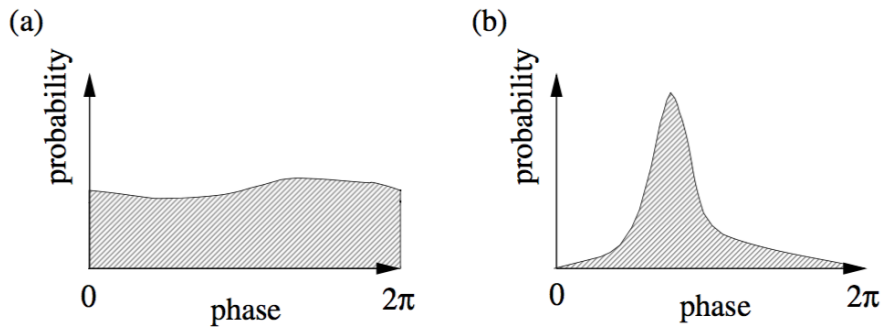 (a)
probability
0
phase
2π
(b)
probability
0
phase
2π